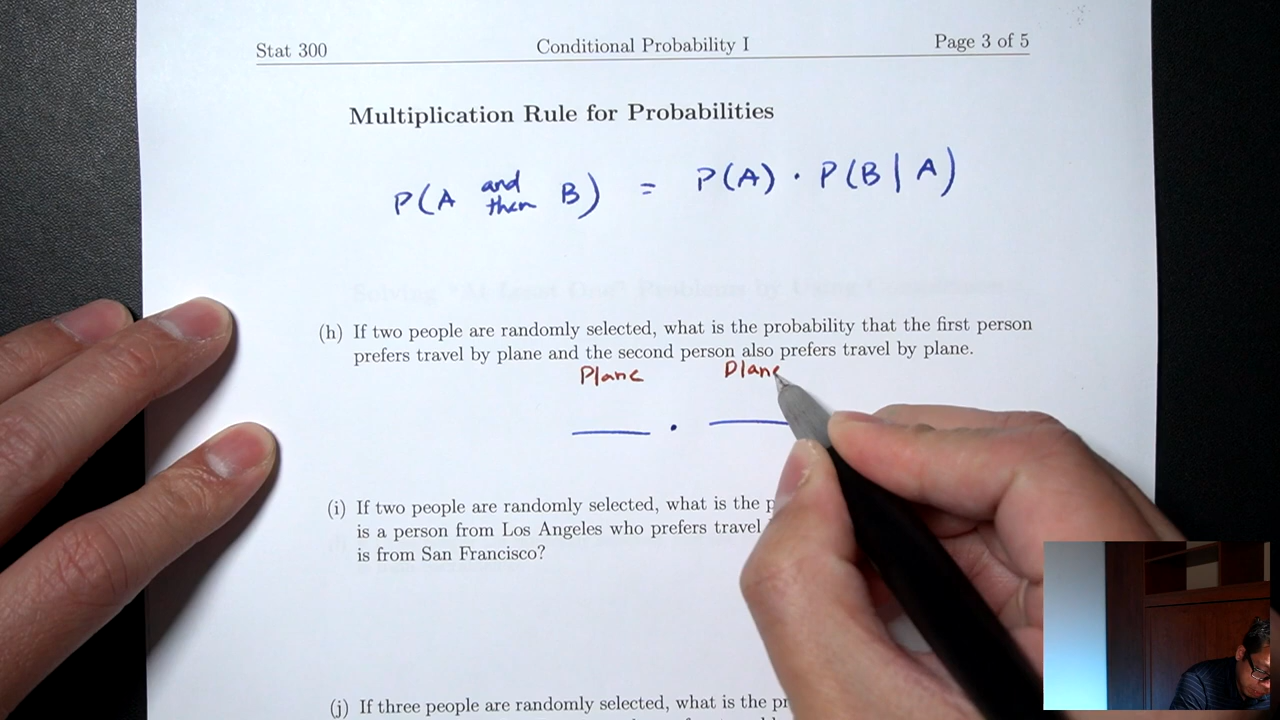 Stat 300 Conditional Probability I Page 3 of 5
Multiplication Rule for Probabilities
P(A and then B) = P(A) · P(B | A)
(h) If two people are randomly selected, what is the probability that the first person
prefers travel by plane and the second person also prefers travel by plane.
Plane Plane
(i) If two people are randomly selected, what is the
is a person from Los Angeles who prefers travel
is from San Francisco?
(j) If three people are randomly selected, what is the